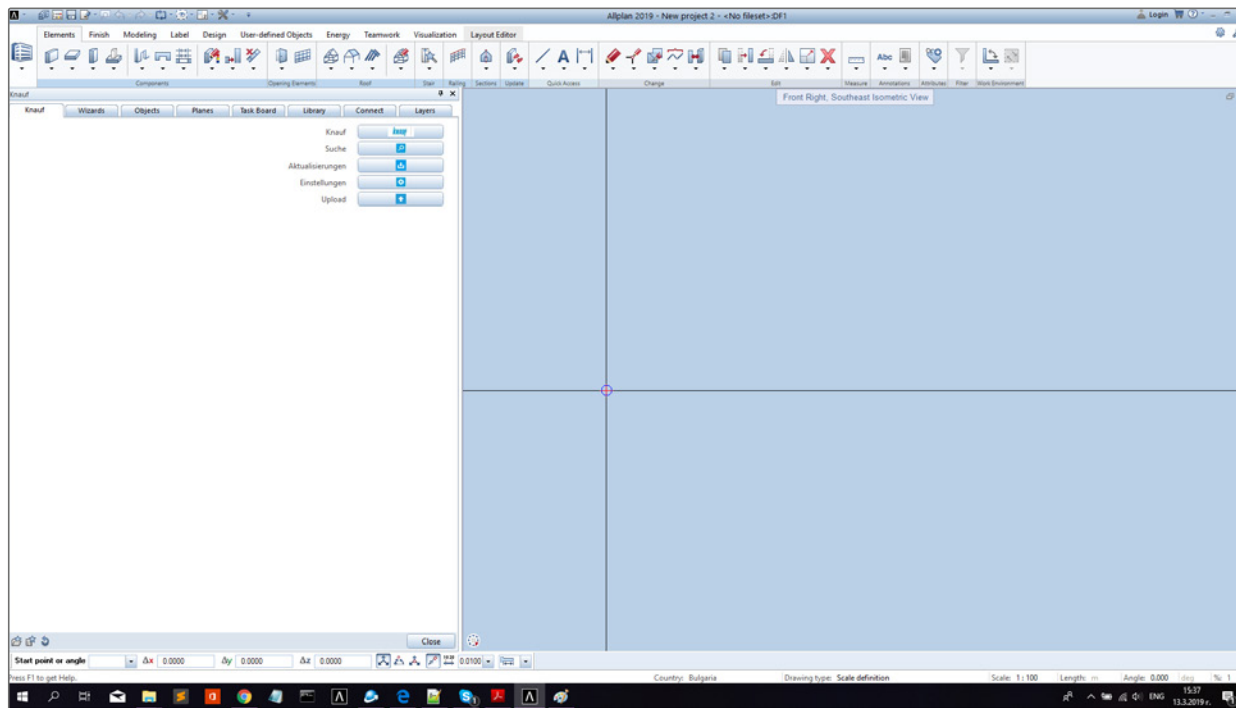 Allplan 2019 - New project 2 - <No fileset>:DF1
Login
Elements Finish Modeling Label Design User-defined Objects Energy Teamwork Visualization Layout Editor
Abc
Components Opening Elements Roof Stair Railing Sections Update Quick Access Change Edit Measure Annotations Attributes Filter Work Environment
Knauf
Front Right, Southeast Isometric View
Knauf Wizards Objects Planes Task Board Library Connect Layers
Knauf knauf
Suche
Aktualisierungen
Einstellungen
Upload
Close
Start point or angle Δx 0.0000 Δy 0.0000 Δz 0.0000 0.0100
Press F1 to get Help. Country: Bulgaria Drawing type: Scale definition Scale: 1 : 100 Length: m Angle: 0.000 deg %: 1
ENG
15:37
13.3.2019 г.